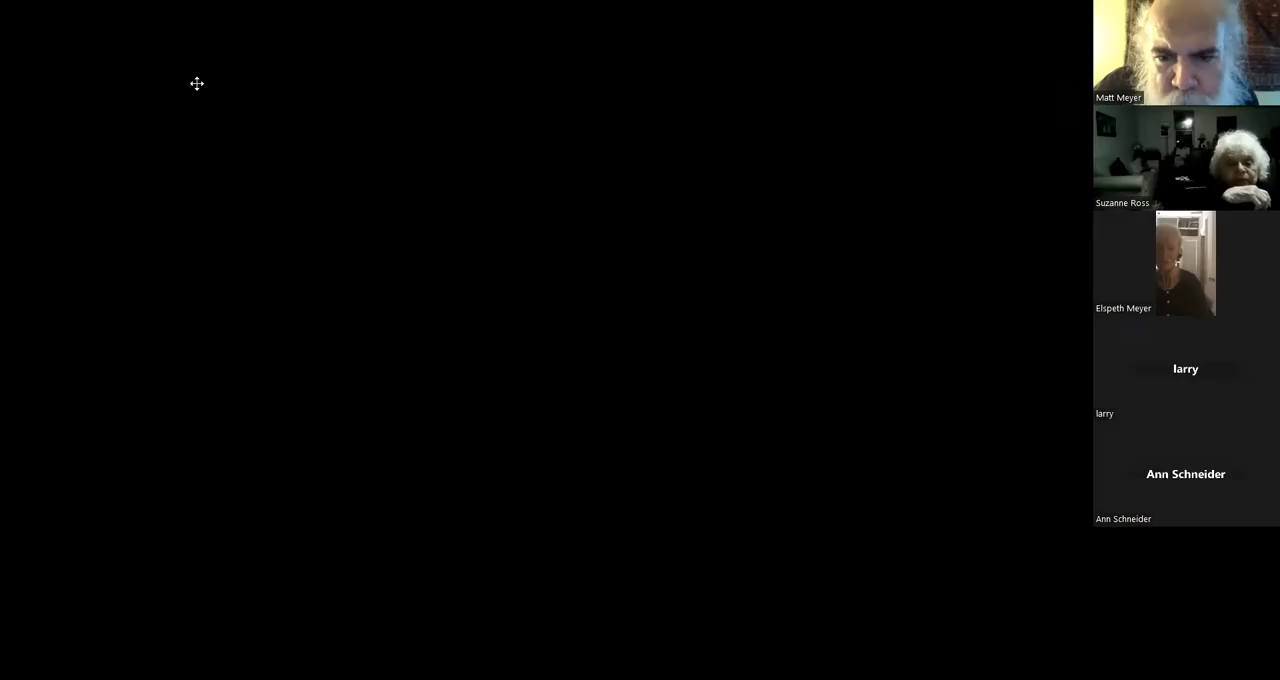 Matt Meyer
Suzanne Ross
Elspeth Meyer
larry
larry
Ann Schneider
Ann Schneider